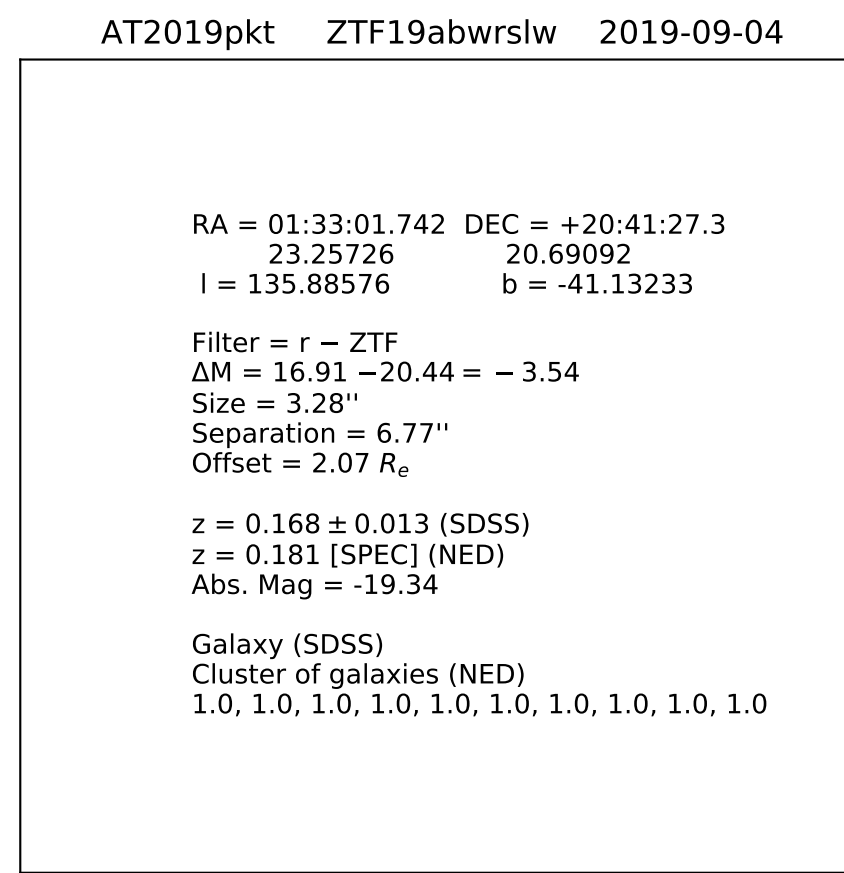 AT2019pkt ZTF19abwrslw 2019-09-04
RA = 01:33:01.742 DEC = +20:41:27.3
23.25726 20.69092
l = 135.88576 b = -41.13233
Filter = r − ZTF
ΔM = 16.91 −20.44 = − 3.54
Size = 3.28''
Separation = 6.77''
Offset = 2.07 Re
z = 0.168 ± 0.013 (SDSS)
z = 0.181 [SPEC] (NED)
Abs. Mag = -19.34
Galaxy (SDSS)
Cluster of galaxies (NED)
1.0, 1.0, 1.0, 1.0, 1.0, 1.0, 1.0, 1.0, 1.0, 1.0